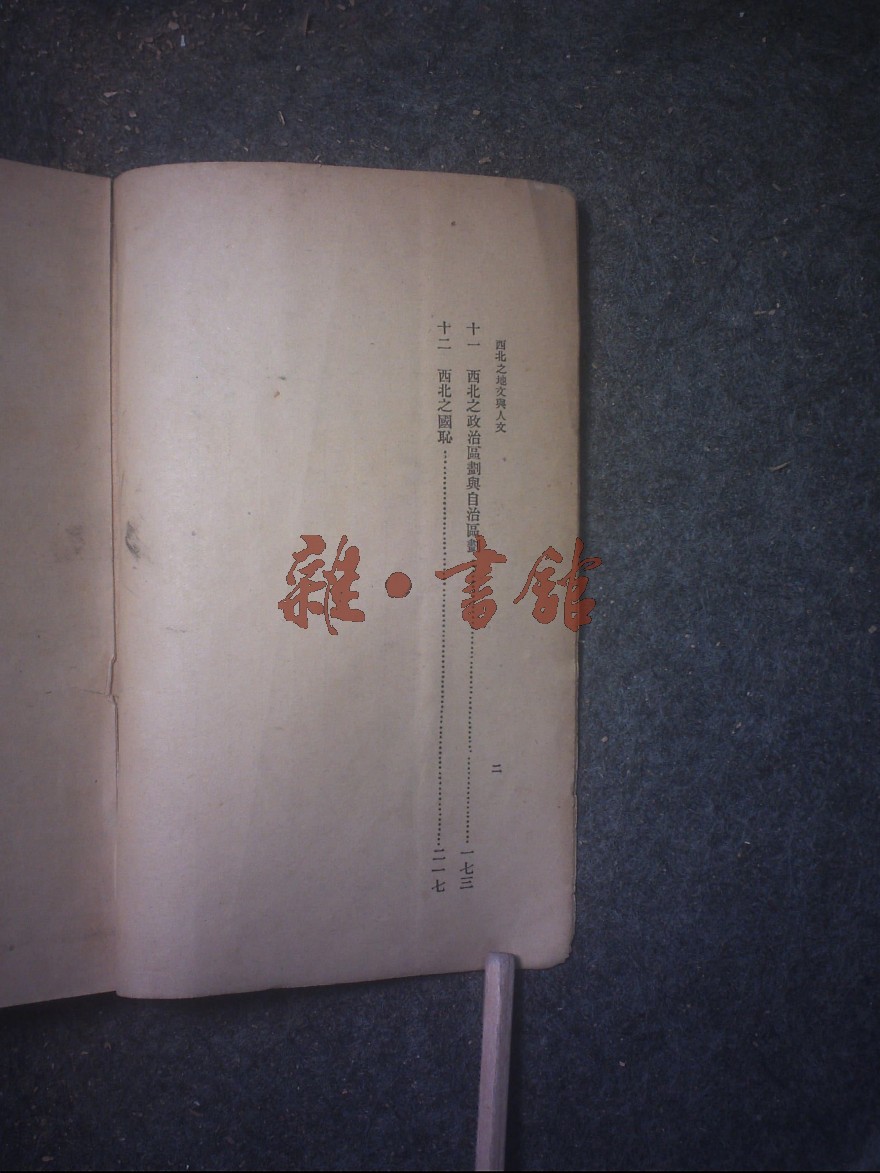 西北之地文與人文
二
十一 西北之政治區劃與自治區劃……一七三
十二 西北之國恥……二一七
雜·書館